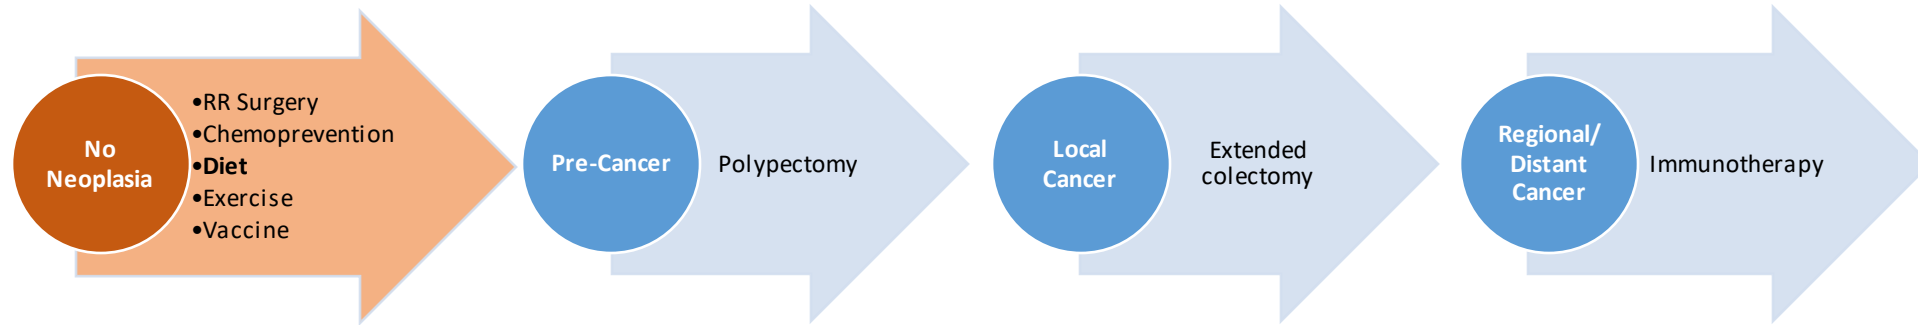 No
Neoplasia
•RR Surgery
•Chemoprevention
•Diet
•Exercise
•Vaccine
Pre-Cancer
Polypectomy
Local
Cancer
Extended
colectomy
Regional/
Distant
Cancer
Immunotherapy